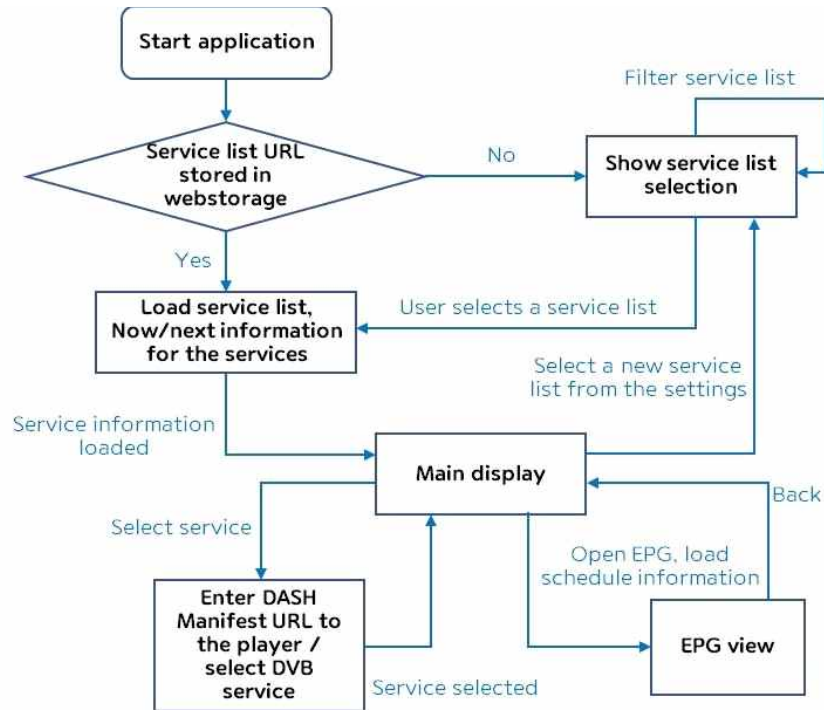 Start application
Filter service list
Service list URL
stored in
webstorage
No
Show service list
selection
Yes
Load service list,
Now/next information
for the services
User selects a service list
Select a new service
list from the settings
Service information
loaded
Main display
Back
Select service
Open EPG, load
schedule information
Enter DASH
Manifest URL to
the player /
select DVB
service
EPG view
Service selected